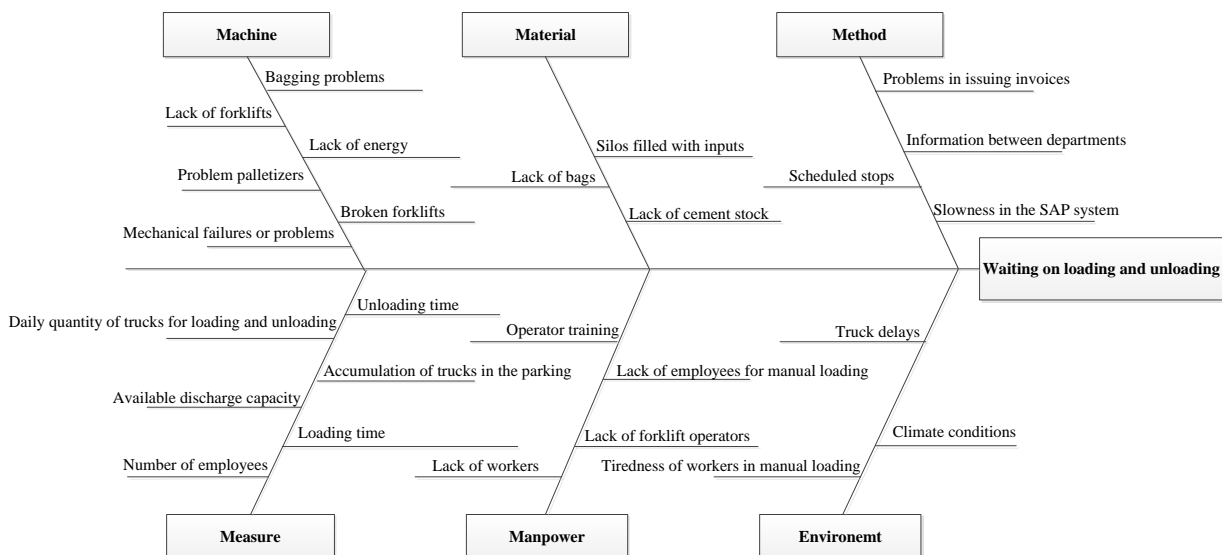 Machine
Material
Method
Bagging problems
Problems in issuing invoices
Lack of forklifts
Information between departments
Lack of energy
Silos filled with inputs
Problem palletizers
Lack of bags
Scheduled stops
Broken forklifts
Lack of cement stock
Slowness in the SAP system
Mechanical failures or problems
Waiting on loading and unloading
Unloading time
Daily quantity of trucks for loading and unloading
Operator training
Truck delays
Accumulation of trucks in the parking
Lack of employees for manual loading
Available discharge capacity
Loading time
Lack of forklift operators
Climate conditions
Number of employees
Lack of workers
Tiredness of workers in manual loading
Measure
Manpower
Environemt